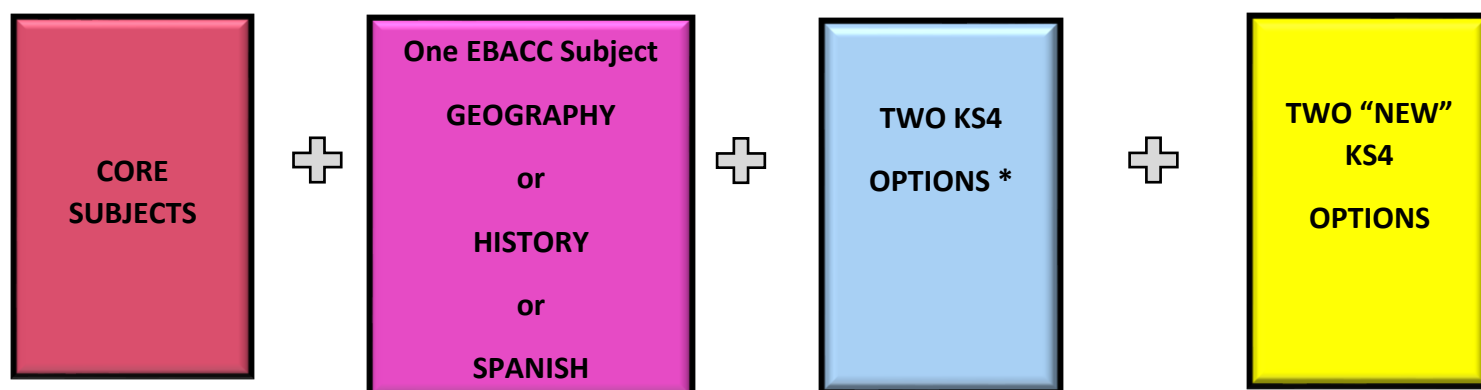 CORE
SUBJECTS
One EBACC Subject
GEOGRAPHY
or
HISTORY
or
SPANISH
TWO KS4
OPTIONS *
TWO “NEW”
KS4
OPTIONS